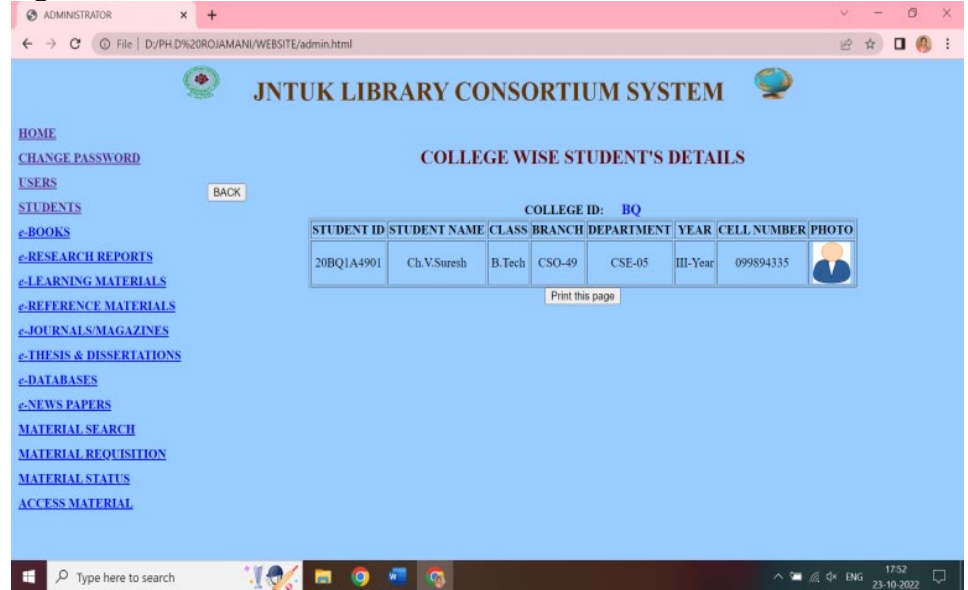 ADMINISTRATOR
File | D:/PH.D%20ROJAMANI/WEBSITE/admin.html
JNTUK LIBRARY CONSORTIUM SYSTEM
HOME
CHANGE PASSWORD
USERS
STUDENTS
e-BOOKS
e-RESEARCH REPORTS
e-LEARNING MATERIALS
e-REFERENCE MATERIALS
e-JOURNALS/MAGAZINES
e-THESIS & DISSERTATIONS
e-DATABASES
e-NEWS PAPERS
MATERIAL SEARCH
MATERIAL REQUISITION
MATERIAL STATUS
ACCESS MATERIAL
COLLEGE WISE STUDENT'S DETAILS
BACK
COLLEGE ID: BQ
STUDENT ID STUDENT NAME CLASS BRANCH DEPARTMENT YEAR CELL NUMBER PHOTO
20BQ1A4901 Ch.V.Suresh B.Tech CSO-49 CSE-05 III-Year 099894335
Print this page
Type here to search
ENG
17:52
23-10-2022